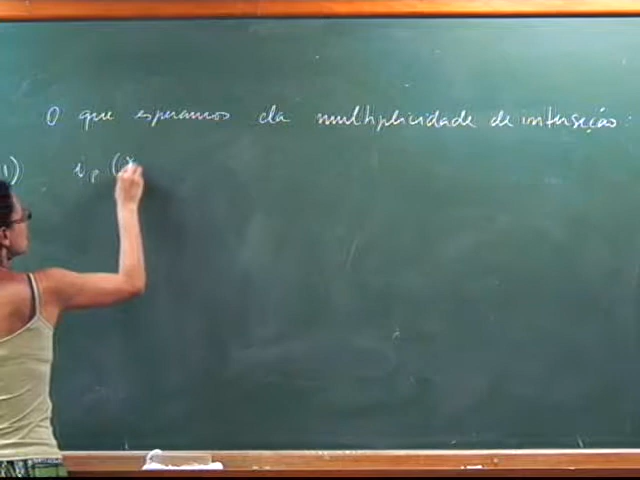 O que esperamos da multiplicidade de interseção:
1) i_p (